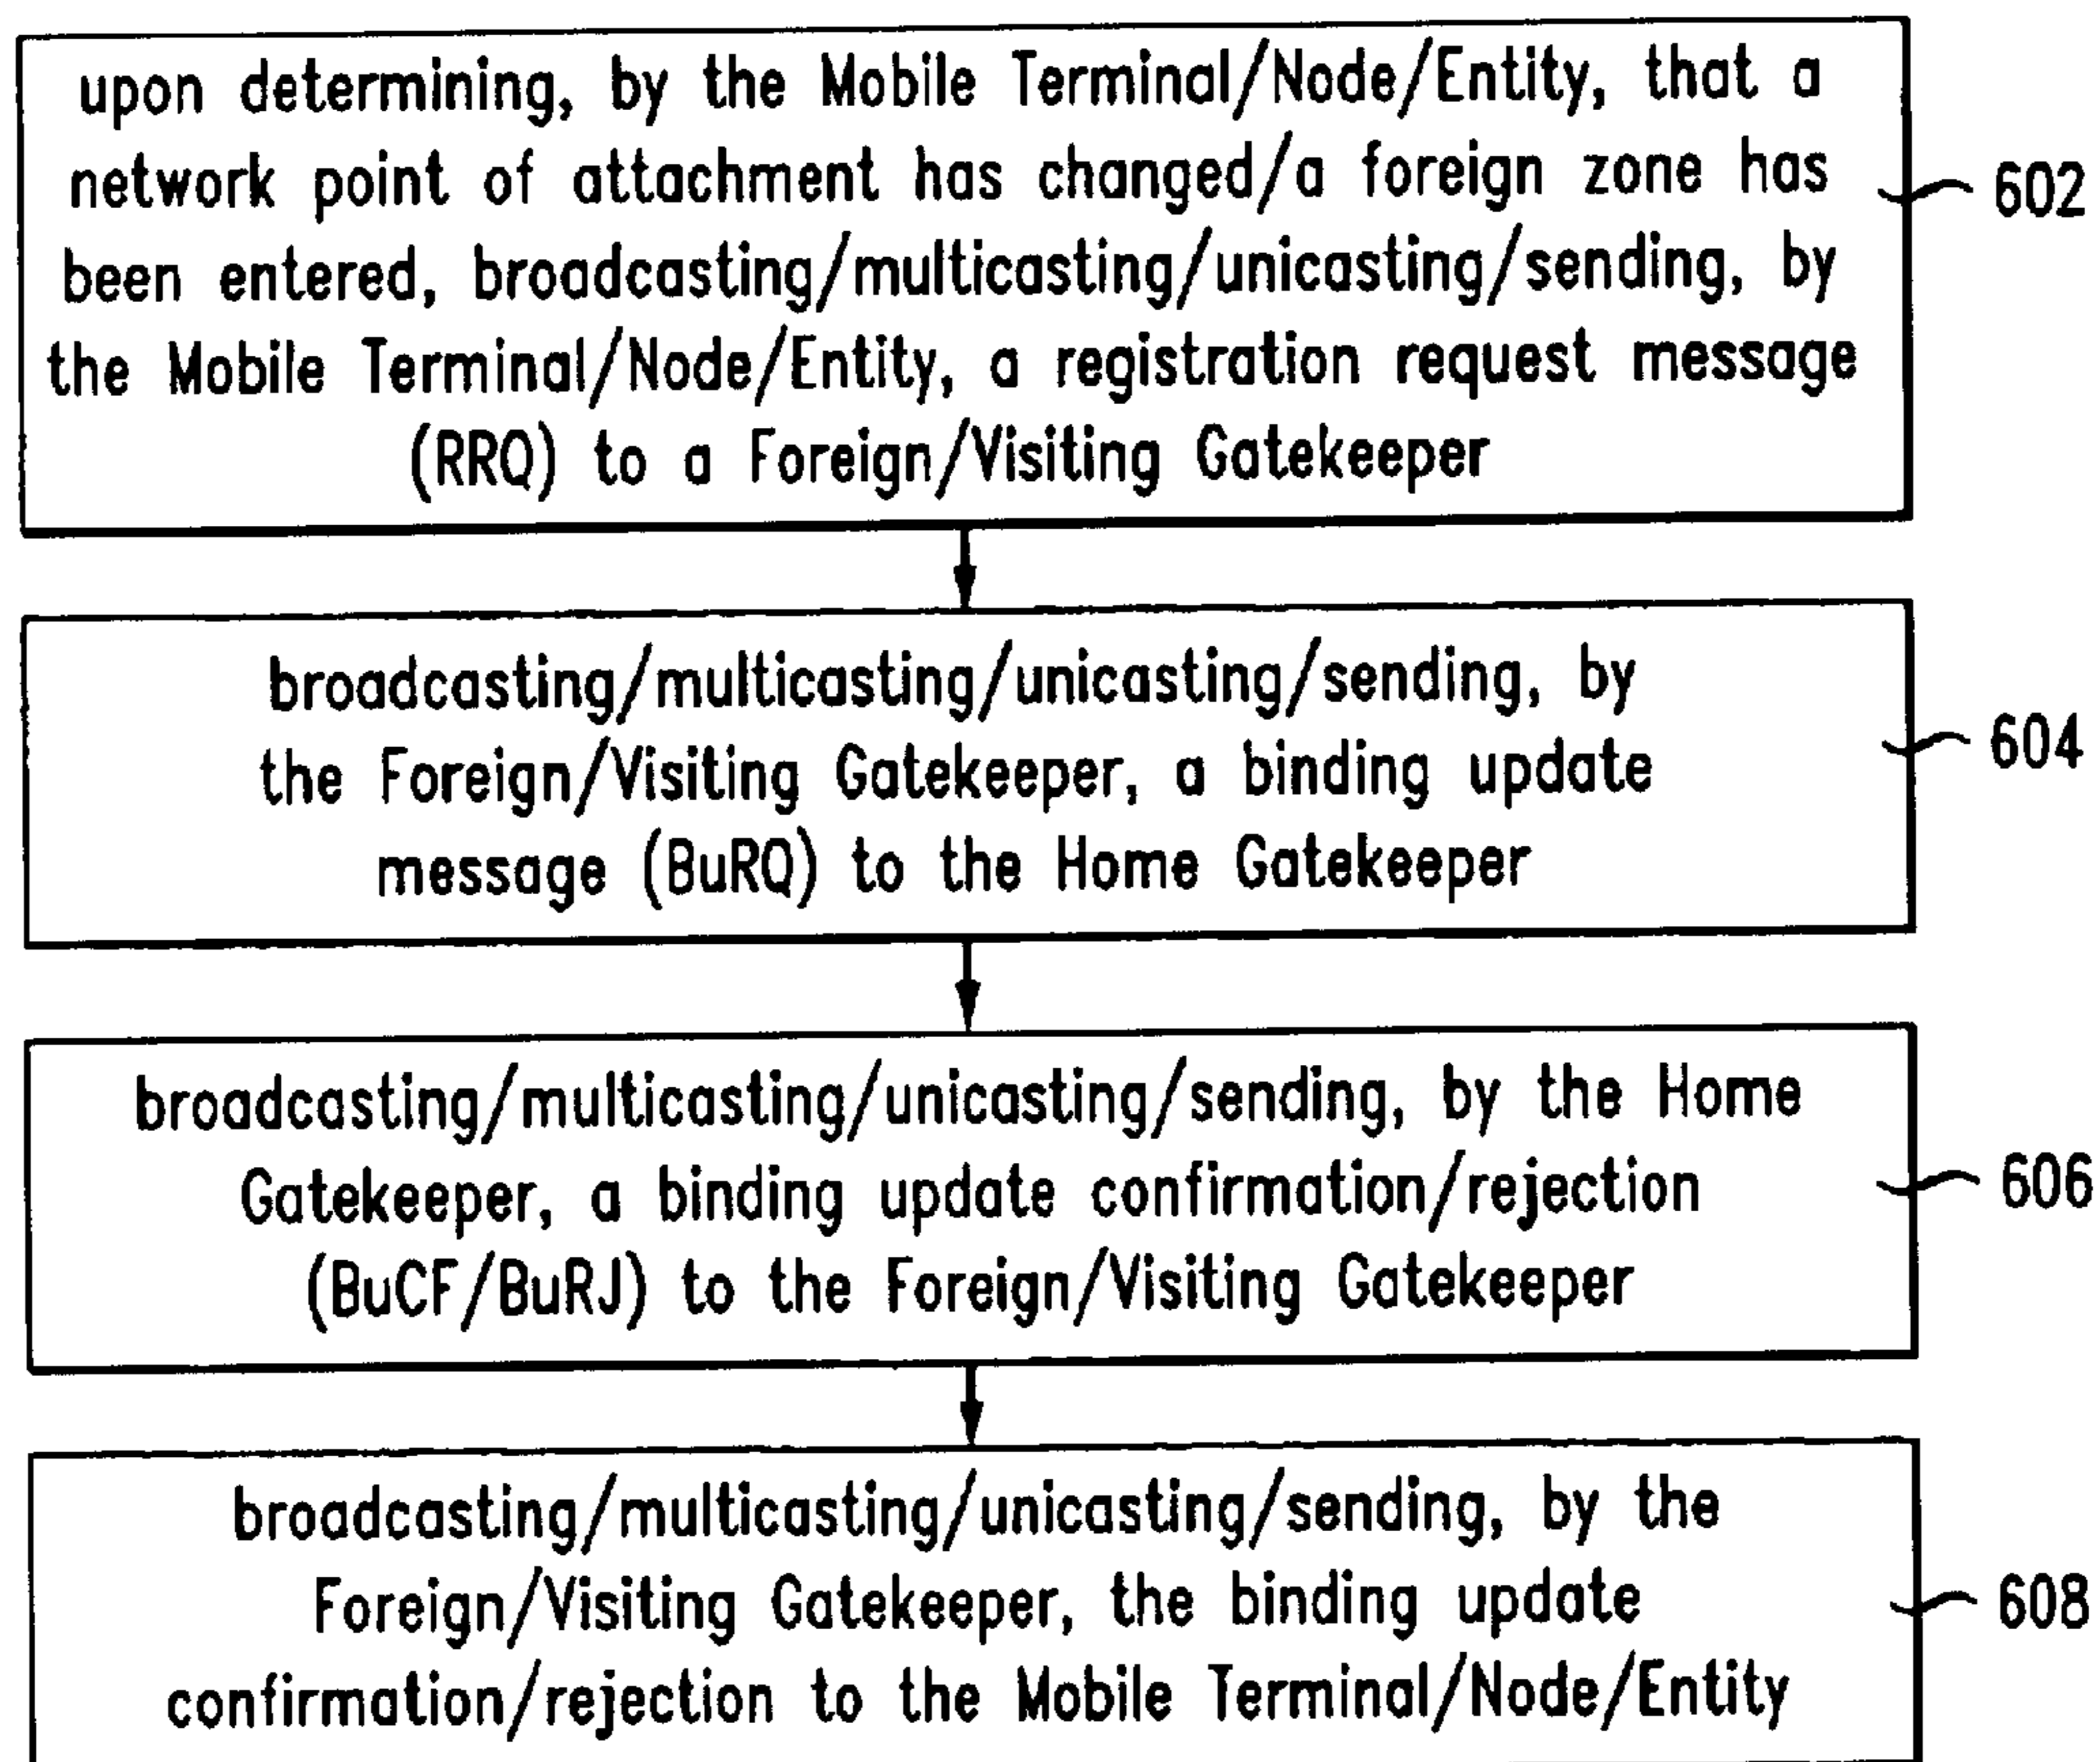 upon determining, by the Mobile Terminal/Node/Entity, that a
network point of attachment has changed/a foreign zone has
been entered, broadcasting/multicasting/unicasting/sending, by
the Mobile Terminal/Node/Entity, a registration request message
(RRQ) to a Foreign/Visiting Gatekeeper
602
broadcasting/multicasting/unicasting/sending, by
the Foreign/Visiting Gatekeeper, a binding update
message (BuRQ) to the Home Gatekeeper
604
broadcasting/multicasting/unicasting/sending, by the Home
Gatekeeper, a binding update confirmation/rejection
(BuCF/BuRJ) to the Foreign/Visiting Gatekeeper
606
broadcasting/multicasting/unicasting/sending, by the
Foreign/Visiting Gatekeeper, the binding update
confirmation/rejection to the Mobile Terminal/Node/Entity
608